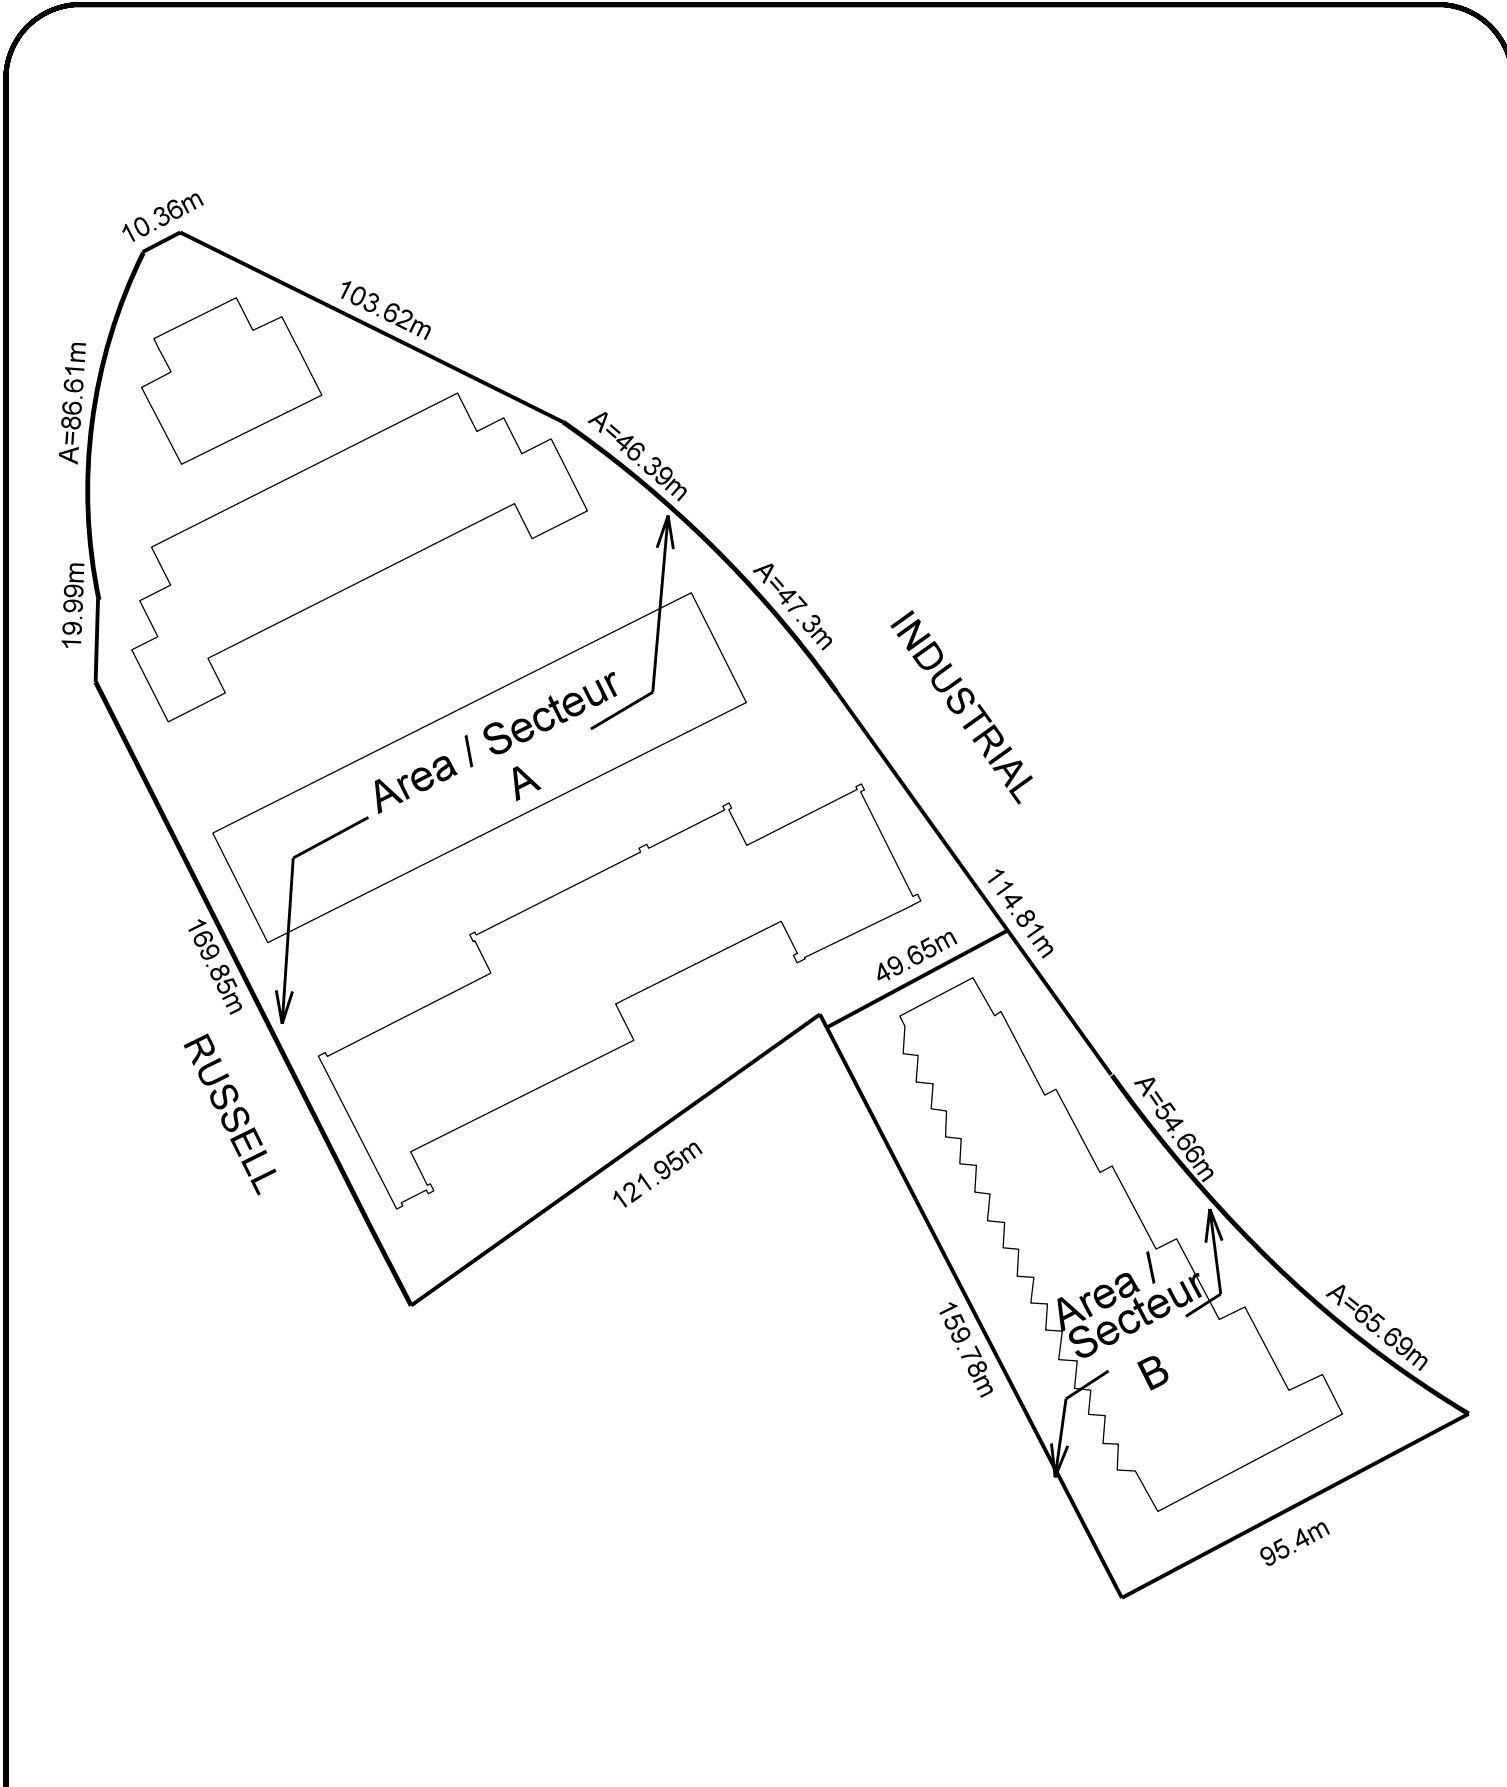 10.36m
103.62m
A=86.61m
A=46.39m
19.99m
A=47.3m
INDUSTRIAL
Area / Secteur
A
114.81m
169.85m
49.65m
RUSSELL
121.95m
A=54.66m
Area /
Secteur
B
159.78m
A=65.69m
95.4m